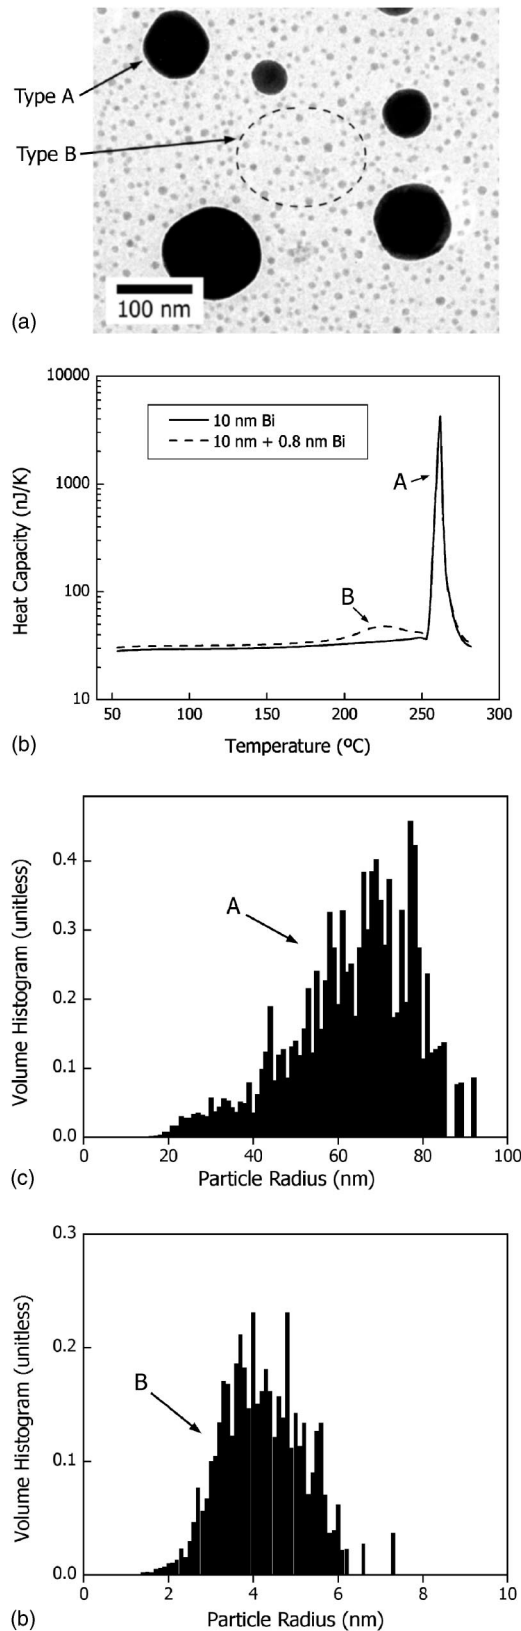 Type A
Type B
100 nm
(a)
10000
1000
100
10
Heat Capacity (nJ/K)
10 nm Bi
10 nm + 0.8 nm Bi
A
B
50 100 150 200 250 300
Temperature (ºC)
(b)
0.4
0.3
0.2
0.1
0.0
Volume Histogram (unitless)
A
0 20 40 60 80 100
Particle Radius (nm)
(c)
0.3
0.2
0.1
0.0
Volume Histogram (unitless)
B
0 2 4 6 8 10
Particle Radius (nm)
(b)